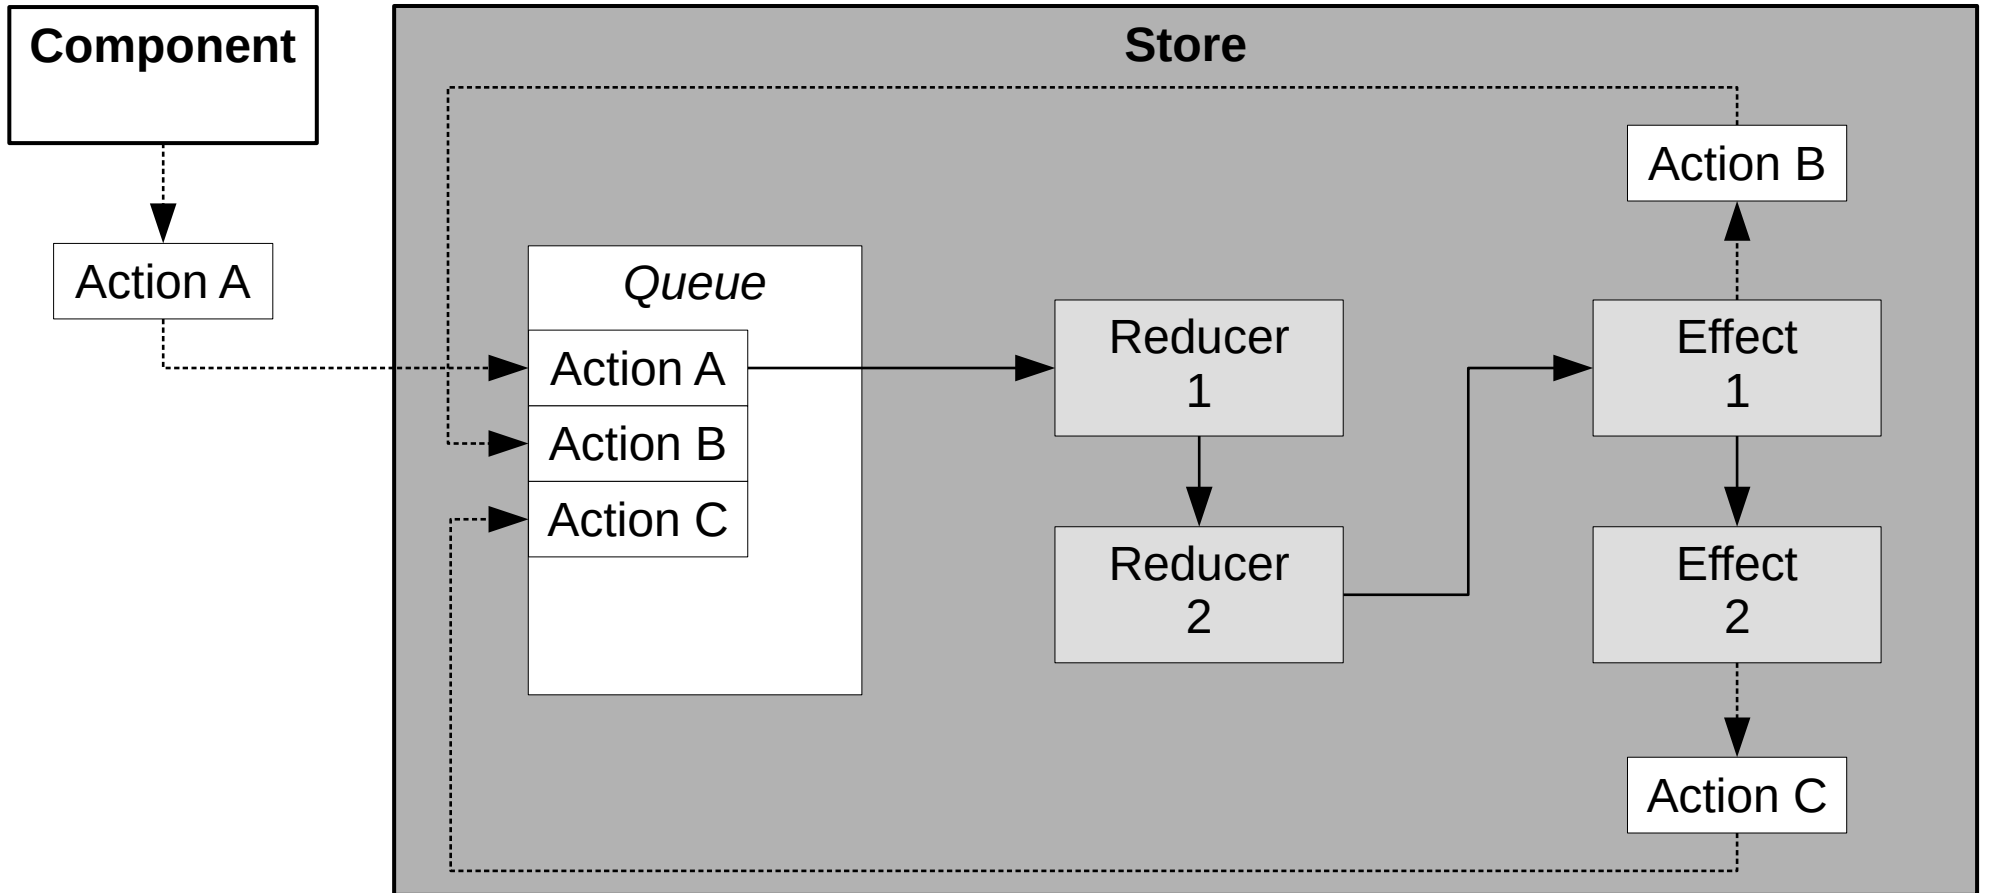 Component
Store
Action B
Action A
Queue
Action A
Action B
Action C
Reducer
1
Reducer
2
Effect
1
Effect
2
Action C